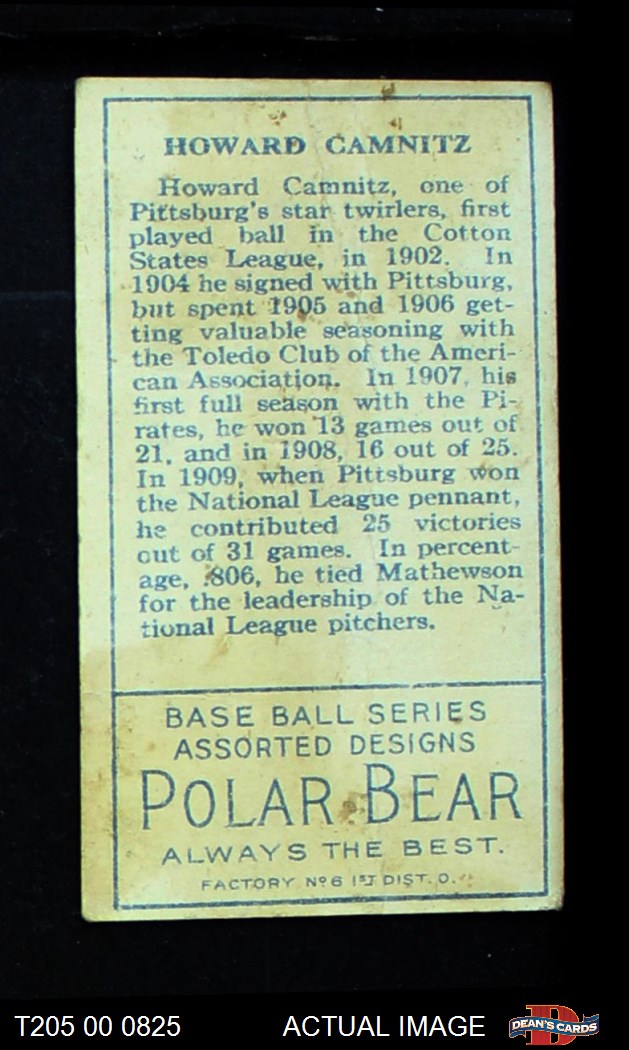 HOWARD CAMNITZ
Howard Camnitz, one of
Pittsburg's star twirlers, first
played ball in the Cotton
States League, in 1902. In
1904 he signed with Pittsburg,
but spent 1905 and 1906 get-
ting valuable seasoning with
the Toledo Club of the Ameri-
can Association. In 1907, his
first full season with the Pi-
rates, he won 13 games out of
21, and in 1908, 16 out of 25.
In 1909, when Pittsburg won
the National League pennant,
he contributed 25 victories
out of 31 games. In percent-
age, .806, he tied Mathewson
for the leadership of the Na-
tional League pitchers.
BASE BALL SERIES
ASSORTED DESIGNS
POLAR BEAR
ALWAYS THE BEST.
FACTORY No 6 1ST DIST. O.
T205 00 0825 ACTUAL IMAGE
D
DEAN'S CARDS